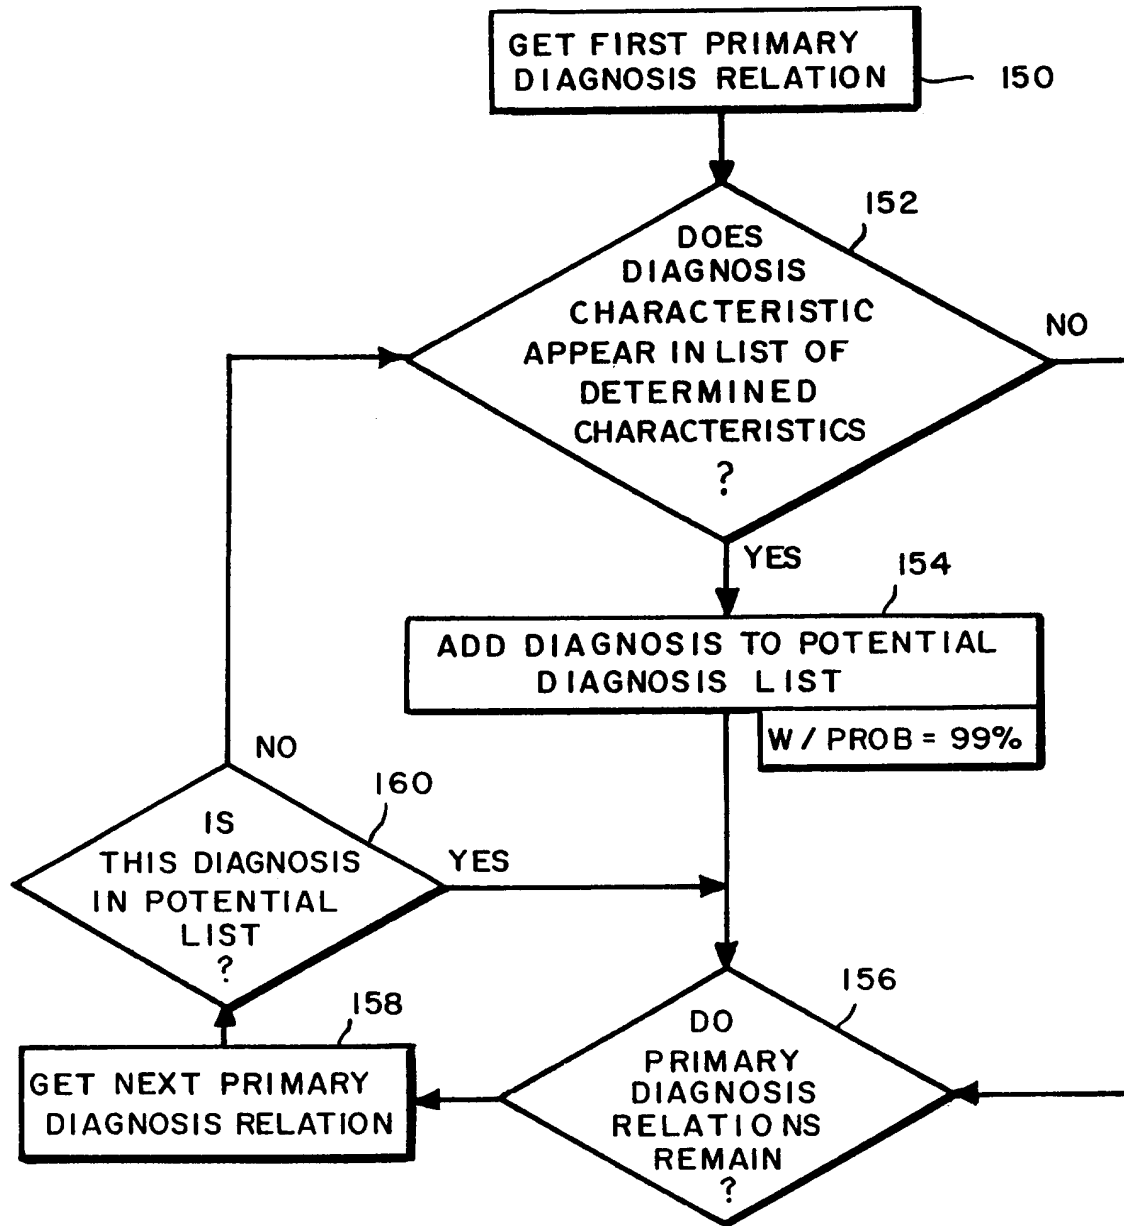 GET FIRST PRIMARY
DIAGNOSIS RELATION
150
152
DOES
DIAGNOSIS
CHARACTERISTIC
APPEAR IN LIST OF
DETERMINED
CHARACTERISTICS
?
NO
YES
154
ADD DIAGNOSIS TO POTENTIAL
DIAGNOSIS LIST
W/PROB = 99%
NO
160
IS
THIS DIAGNOSIS
IN POTENTIAL
LIST
?
YES
156
DO
PRIMARY
DIAGNOSIS
RELATIONS
REMAIN
?
158
GET NEXT PRIMARY
DIAGNOSIS RELATION